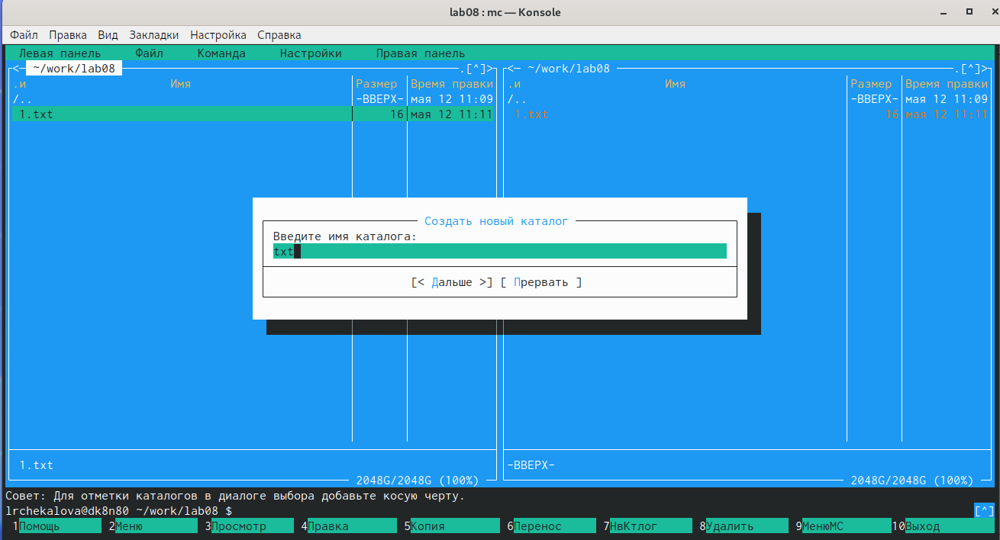 lab08 : mc — Konsole
Файл Правка Вид Закладки Настройка Справка
Левая панель Файл Команда Настройки Правая панель
<— ~/work/lab08 .[^]> <— ~/work/lab08 .[^]>
.и Имя Размер Время правки .и Имя Размер Время правки
/.. -ВВЕРХ- мая 12 11:09 /.. -ВВЕРХ- мая 12 11:09
1.txt 16 мая 12 11:11 1.txt 16 мая 12 11:11
Создать новый каталог
Введите имя каталога:
txt
[< Дальше >] [ Прервать ]
1.txt -ВВЕРХ-
2048G/2048G (100%) 2048G/2048G (100%)
Совет: Для отметки каталогов в диалоге выбора добавьте косую черту.
lrchekalova@dk8n80 ~/work/lab08 $ [^]
1Помощь 2Меню 3Просмотр 4Правка 5Копия 6Перенос 7НвКтлог 8Удалить 9МенюMC 10Выход